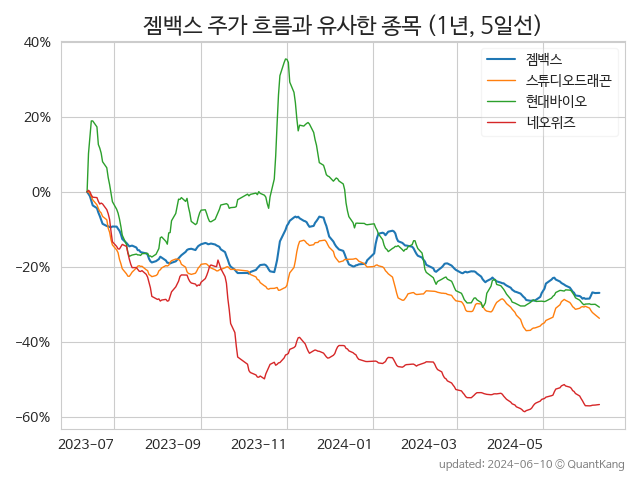 젬백스 주가 흐름과 유사한 종목 (1년, 5일선)
젬백스
스튜디오드래곤
현대바이오
네오위즈
40%
20%
0%
−20%
−40%
−60%
2023-07
2023-09
2023-11
2024-01
2024-03
2024-05
updated: 2024-06-10 © QuantKang